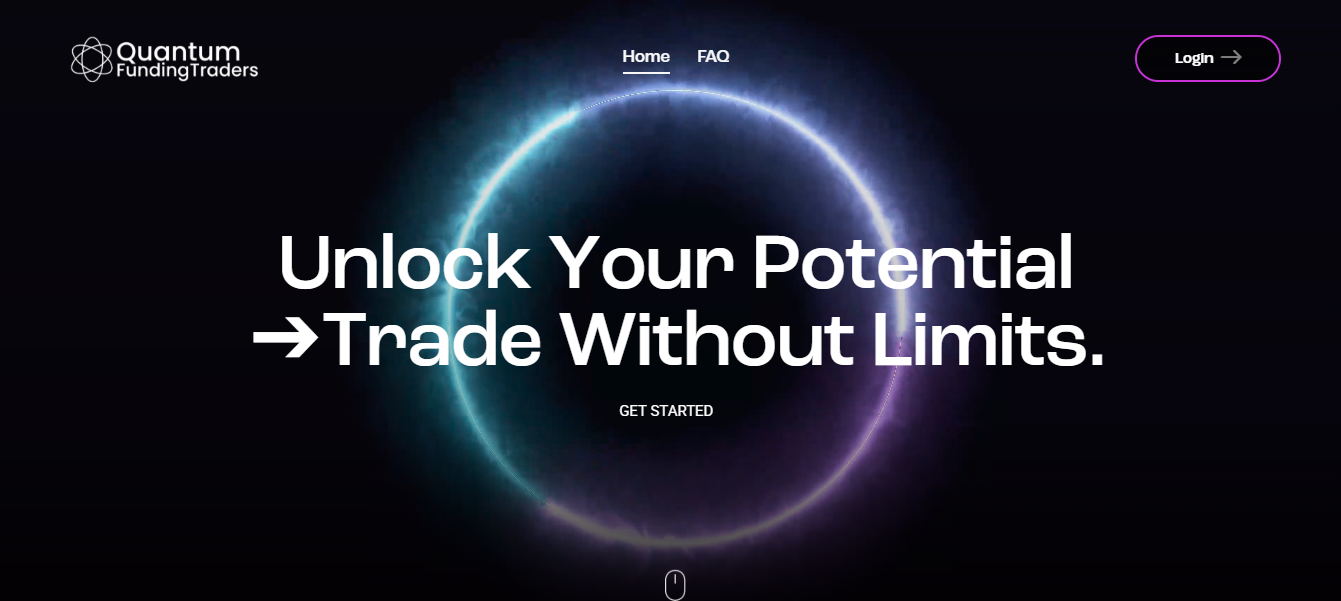 Quantum
FundingTraders
Home
FAQ
Login →
Unlock Your Potential
➔Trade Without Limits.
GET STARTED